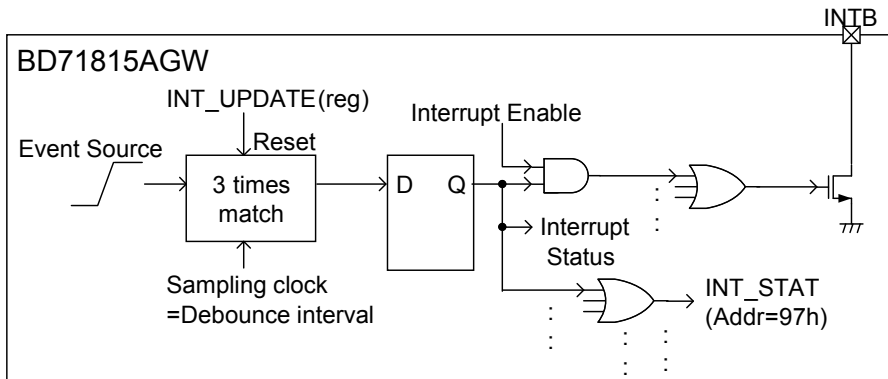 INTB
BD71815AGW
INT_UPDATE(reg)
Interrupt Enable
Event Source
Reset
3 times
match
D
Q
Interrupt
Status
Sampling clock
=Debounce interval
INT_STAT
(Addr=97h)